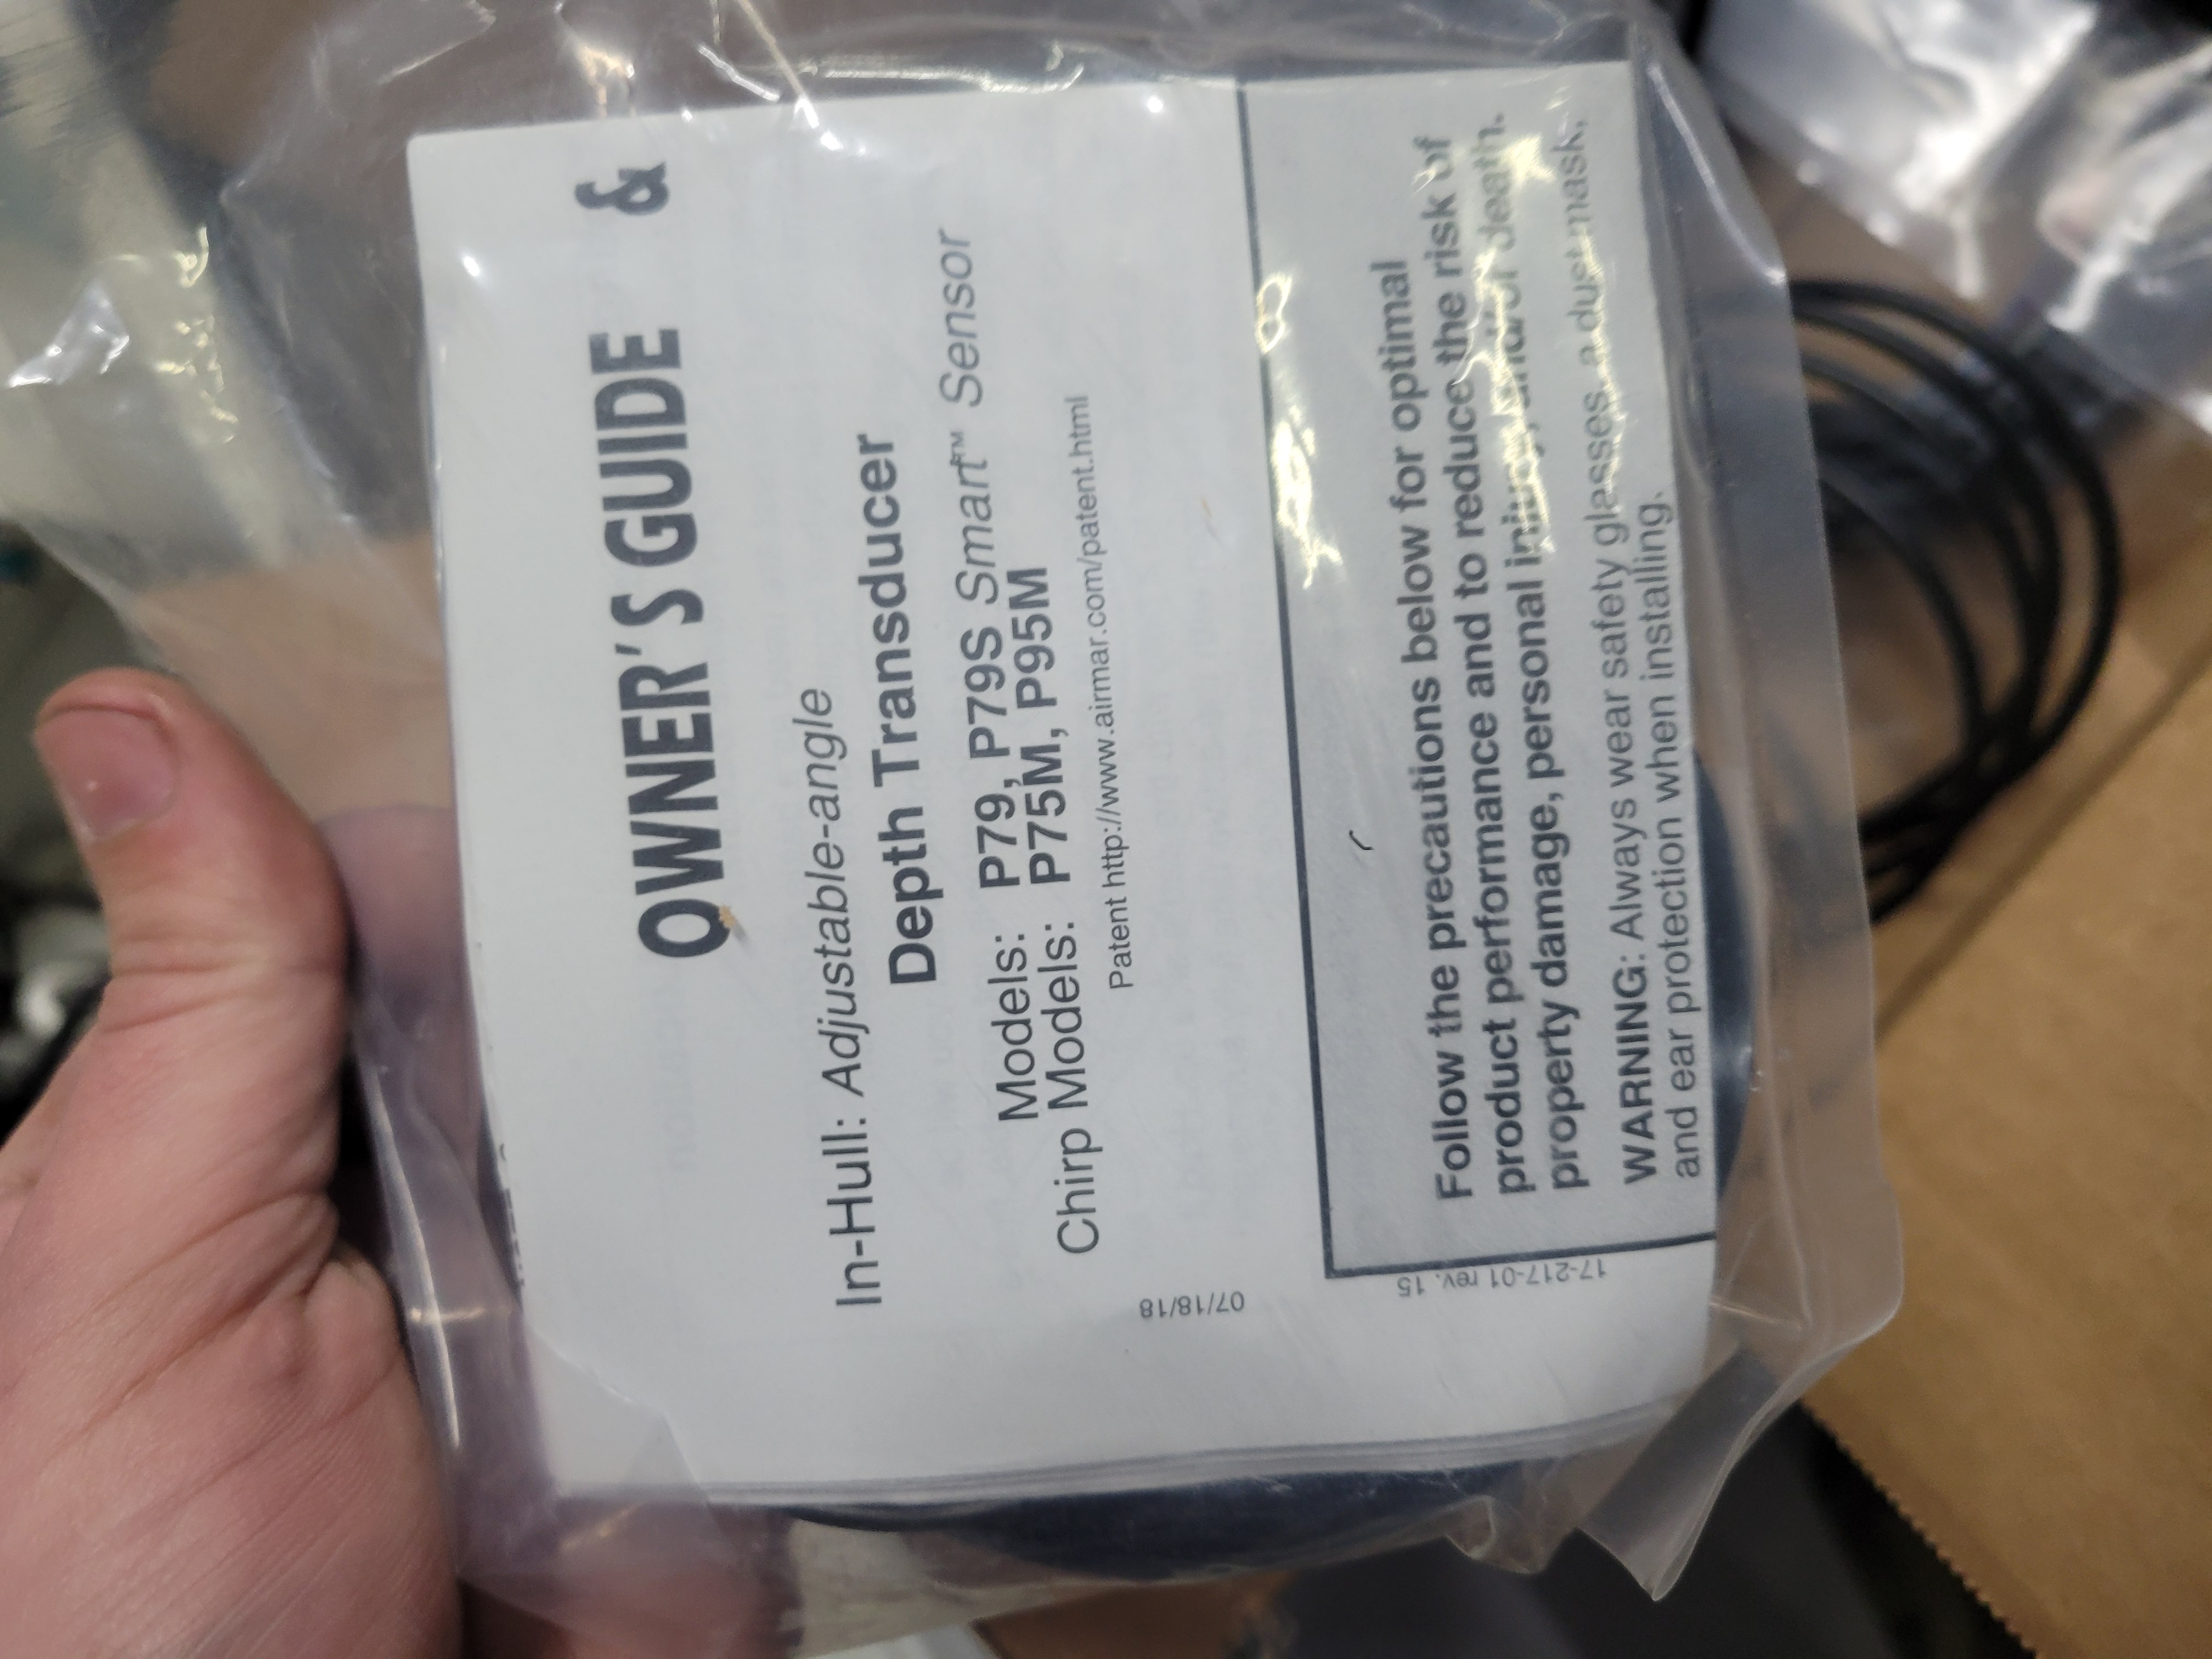 OWNER'S GUIDE &
In-Hull: Adjustable-angle
Depth Transducer
Models: P79, P79S Smart™ Sensor
Chirp Models: P75M, P95M
Patent http://www.airmar.com/patent.html
07/18/18
17-217-01 rev. 15
Follow the precautions below for optimal
product performance and to reduce the risk of
property damage, personal injury, and/or death.
WARNING: Always wear safety glasses, a dust mask,
and ear protection when installing.